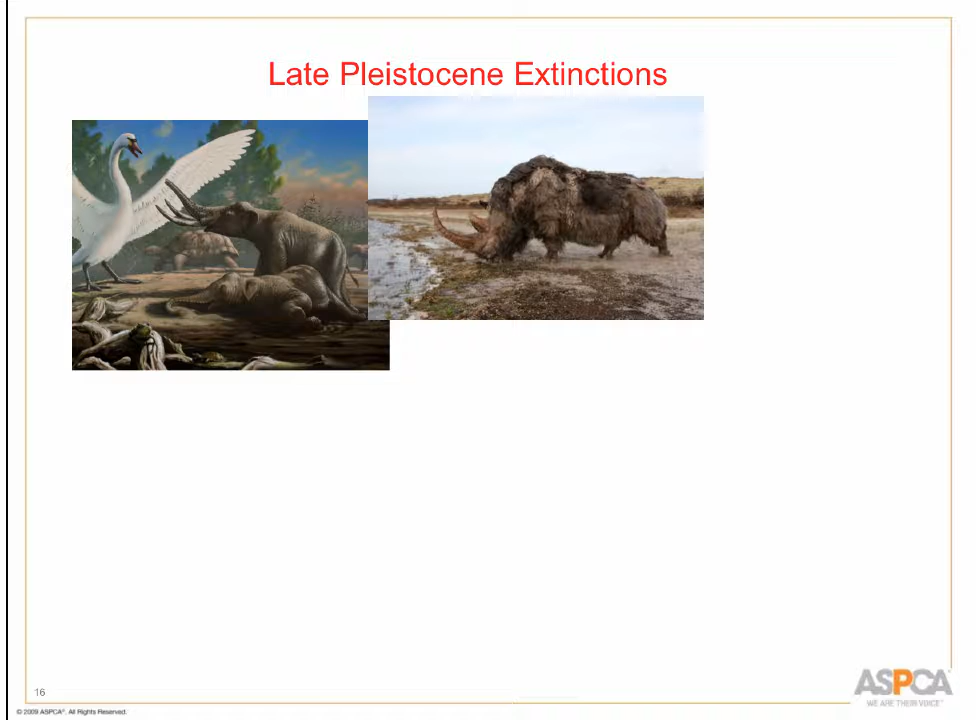 Late Pleistocene Extinctions
16
ASPCA
WE ARE THEIR VOICE™
© 2009 ASPCA®. All Rights Reserved.